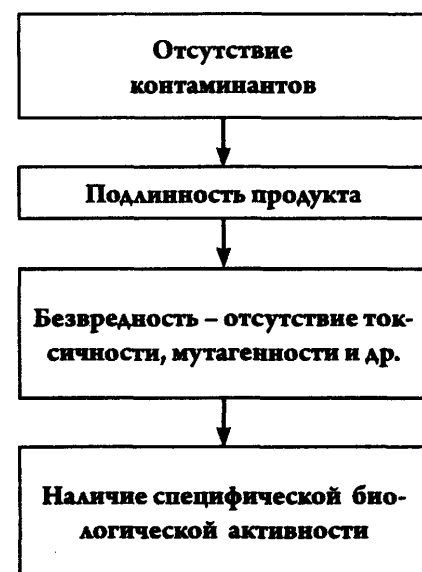 Отсутствие
контаминантов
Подлинность продукта
Безвредность – отсутствие ток-
сичности, мутагенности и др.
Наличие специфической био-
логической активности